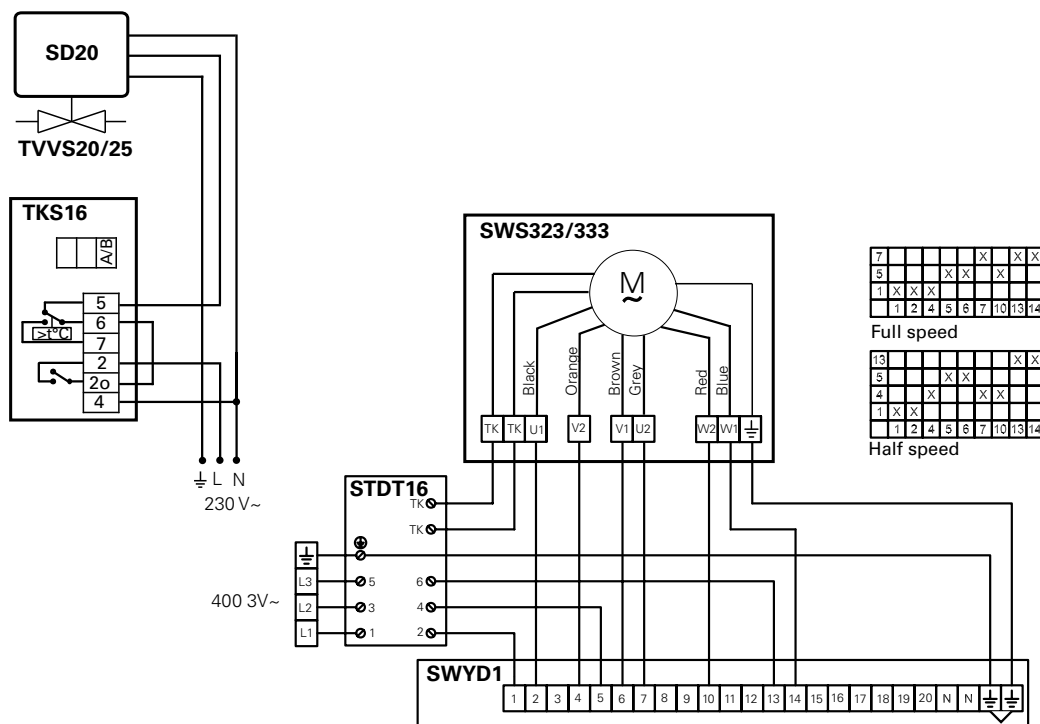 SD20
TVVS20/25
TKS16
A/B
5
6
>t°C
7
2
2o
4
L N
230 V~
SWS323/333
M
~
Black
Orange
Brown
Grey
Red
Blue
TK TK U1 V2 V1 U2 W2 W1
7 X X X
5 X X X
1 X X X
1 2 4 5 6 7 10 13 14
Full speed
13 X X
5 X X
4 X X X
1 X X
1 2 4 5 6 7 10 13 14
Half speed
STDT16
TK
TK
L3 5 6
400 3V~
L2 3 4
L1 1 2
SWYD1
1 2 3 4 5 6 7 8 9 10 11 12 13 14 15 16 17 18 19 20 N N